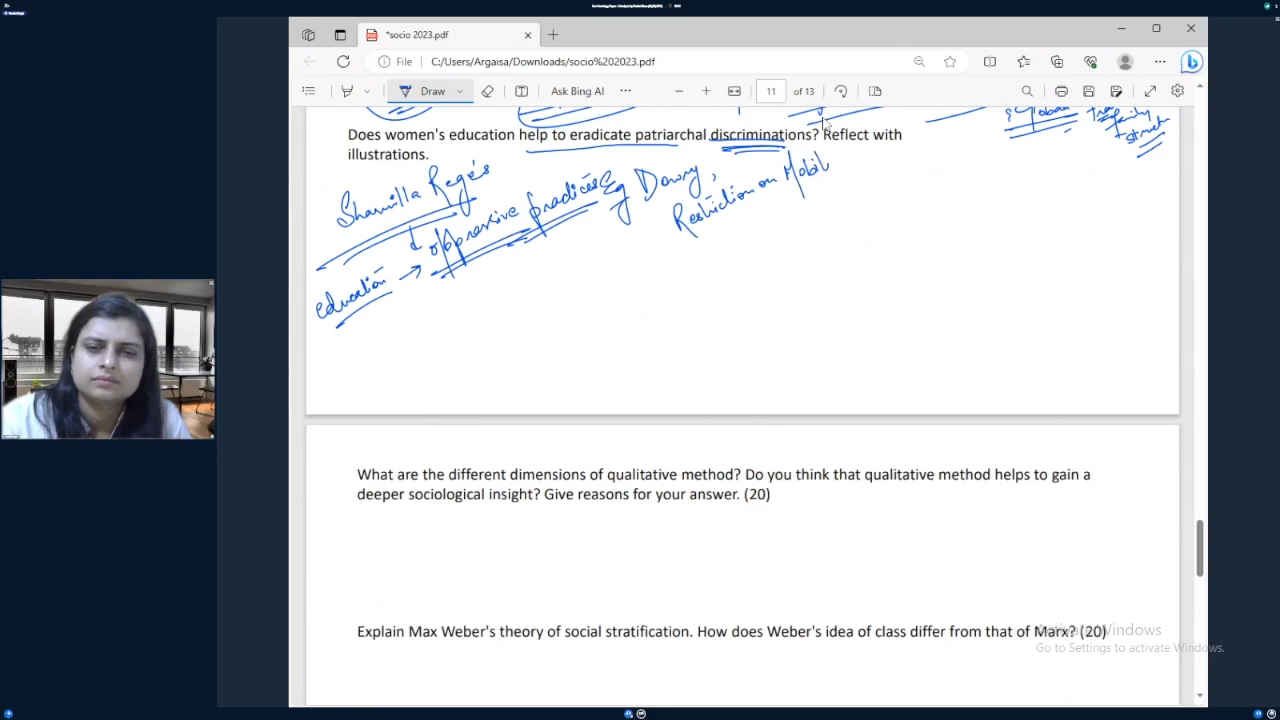 *socio 2023.pdf
File
C:/Users/Argaisa/Downloads/socio%202023.pdf
Draw
Ask Bing AI
11
of 13
Global
family
struct
Does women's education help to eradicate patriarchal discriminations? Reflect with
illustrations.
Sharmilla Rege's
education → oppressive practices Eg Dowry,
Restriction on Mobil
What are the different dimensions of qualitative method? Do you think that qualitative method helps to gain a
deeper sociological insight? Give reasons for your answer. (20)
Explain Max Weber's theory of social stratification. How does Weber's idea of class differ from that of Marx? (20)
Activate Windows
Go to Settings to activate Windows.